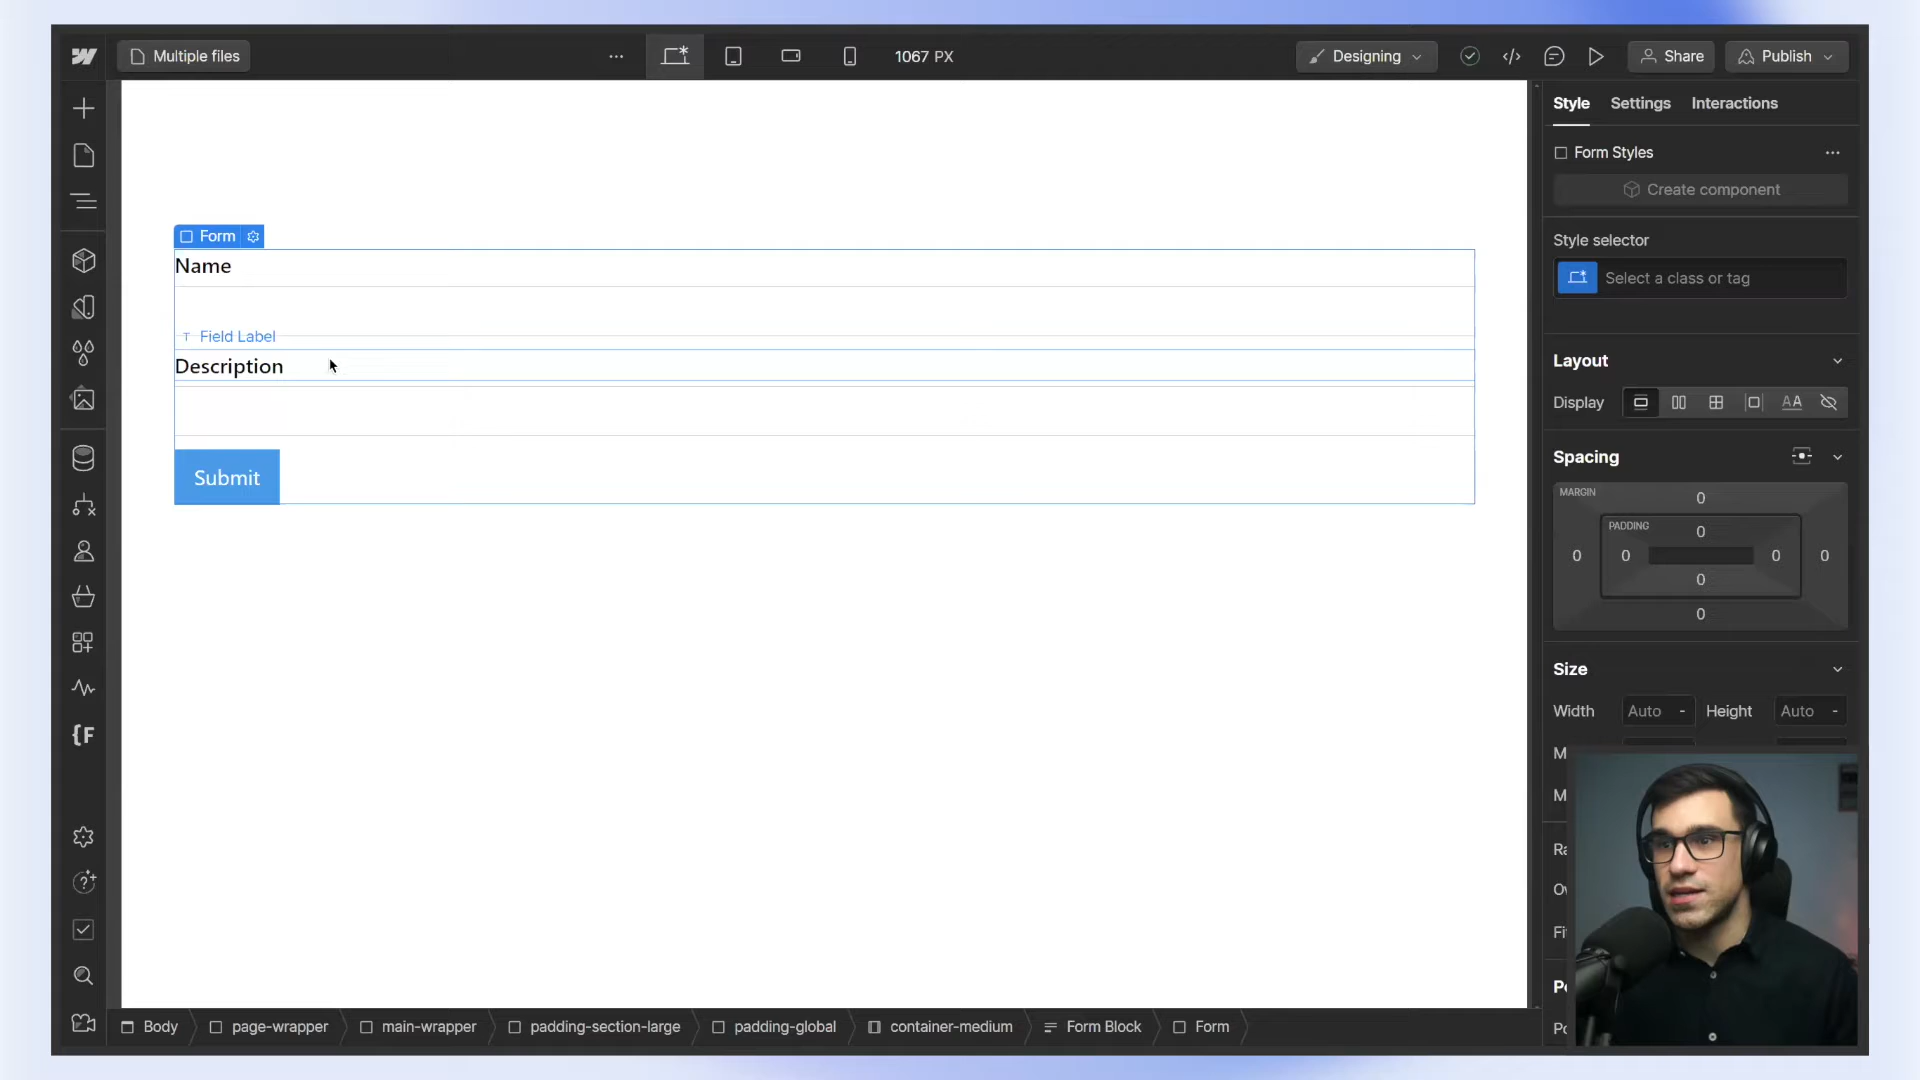 Multiple files
1067 PX
Designing
Share
Publish
Style
Settings
Interactions
Form Styles
Create component
Style selector
Select a class or tag
Layout
Display
AA
Spacing
MARGIN
0
PADDING
0
0
0
0
0
0
0
Size
Width
Auto
-
Height
Auto
-
M
M
Form
Name
Field Label
Description
Submit
{F
Body
page-wrapper
main-wrapper
padding-section-large
padding-global
container-medium
Form Block
Form